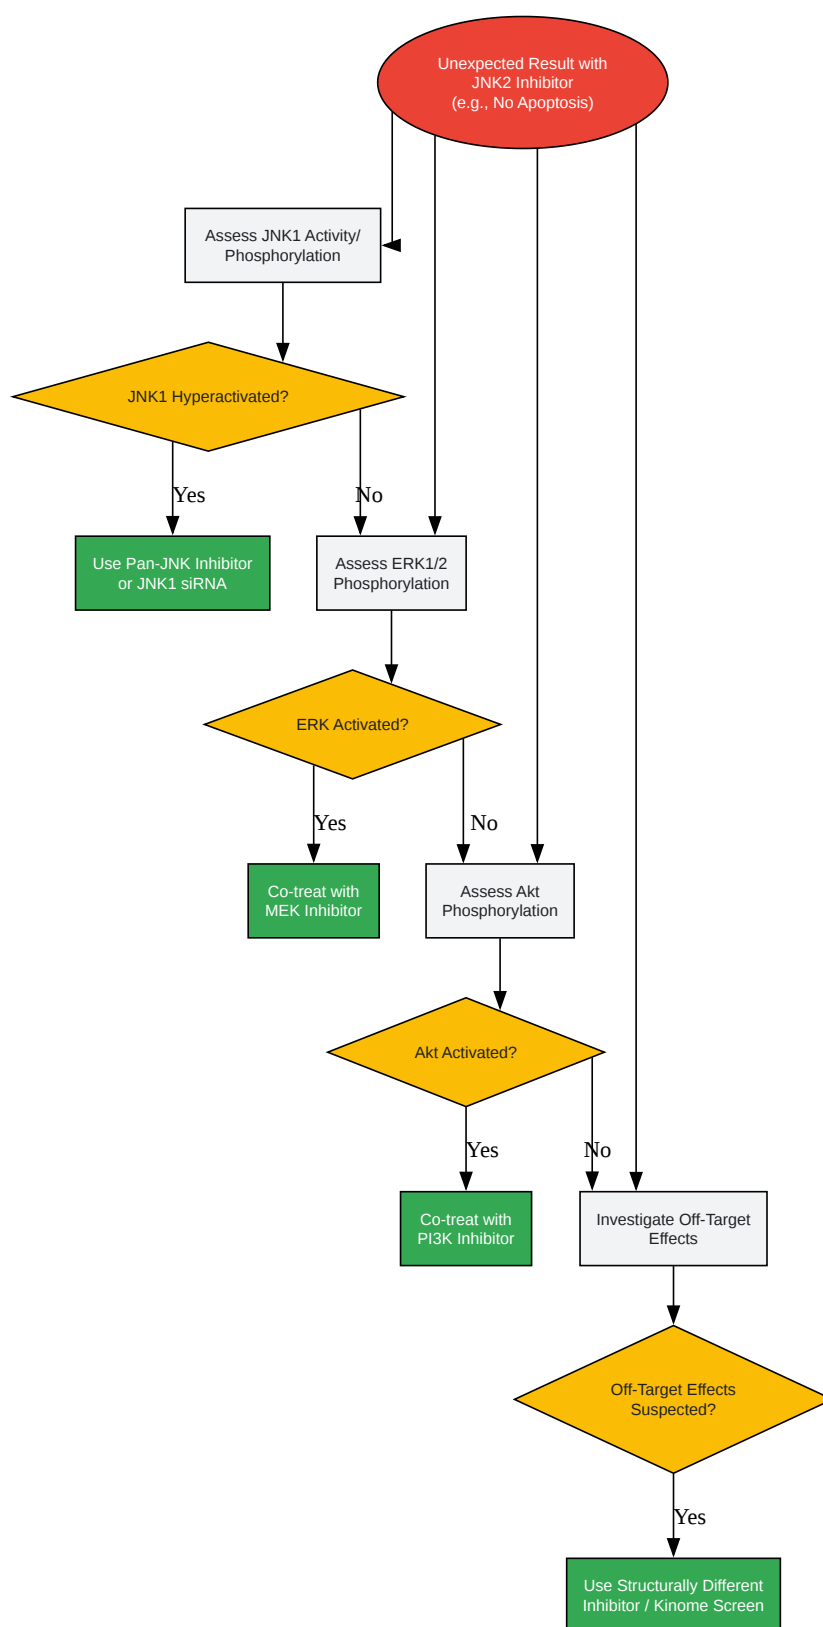 Unexpected Result with
JNK2 Inhibitor
(e.g., No Apoptosis)
Assess JNK1 Activity/
Phosphorylation
JNK1 Hyperactivated?
Yes
No
Use Pan-JNK Inhibitor
or JNK1 siRNA
Assess ERK1/2
Phosphorylation
ERK Activated?
Yes
No
Co-treat with
MEK Inhibitor
Assess Akt
Phosphorylation
Akt Activated?
Yes
No
Co-treat with
PI3K Inhibitor
Investigate Off-Target
Effects
Off-Target Effects
Suspected?
Yes
Use Structurally Different
Inhibitor / Kinome Screen